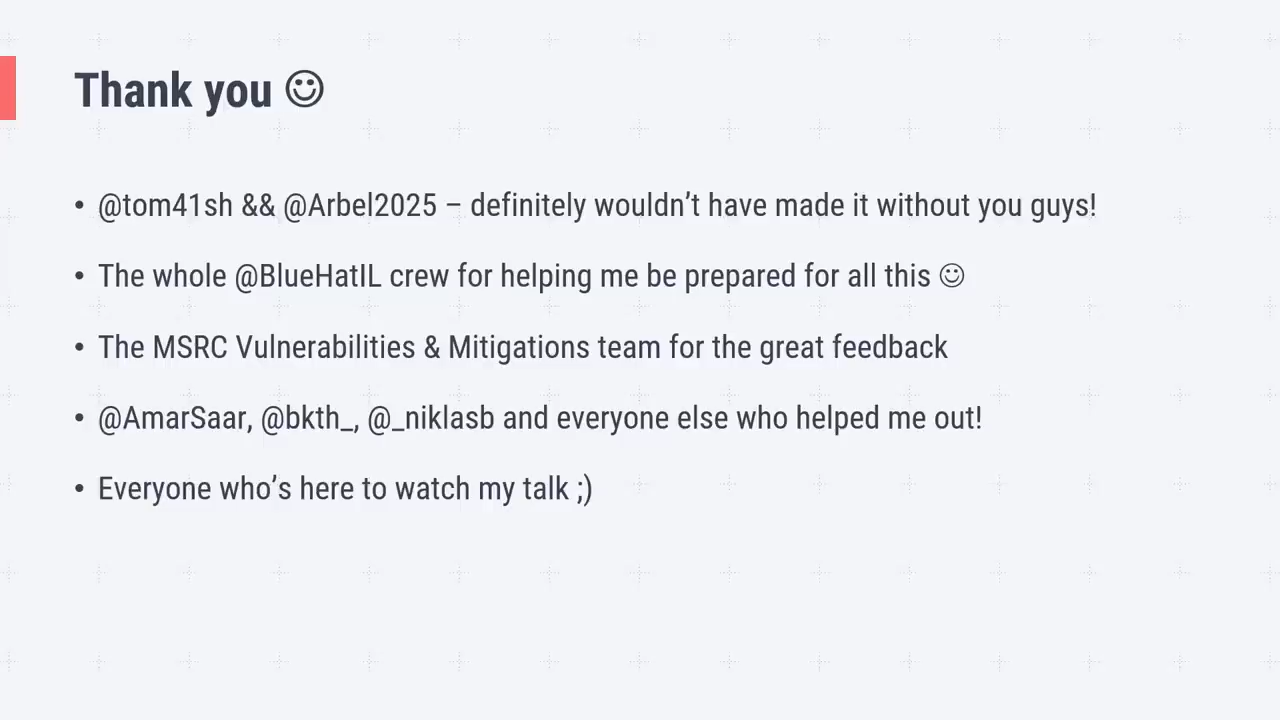 Thank you ☺
• @tom41sh && @Arbel2025 – definitely wouldn’t have made it without you guys!
• The whole @BlueHatIL crew for helping me be prepared for all this ☺
• The MSRC Vulnerabilities & Mitigations team for the great feedback
• @AmarSaar, @bkth_, @_niklasb and everyone else who helped me out!
• Everyone who’s here to watch my talk ;)